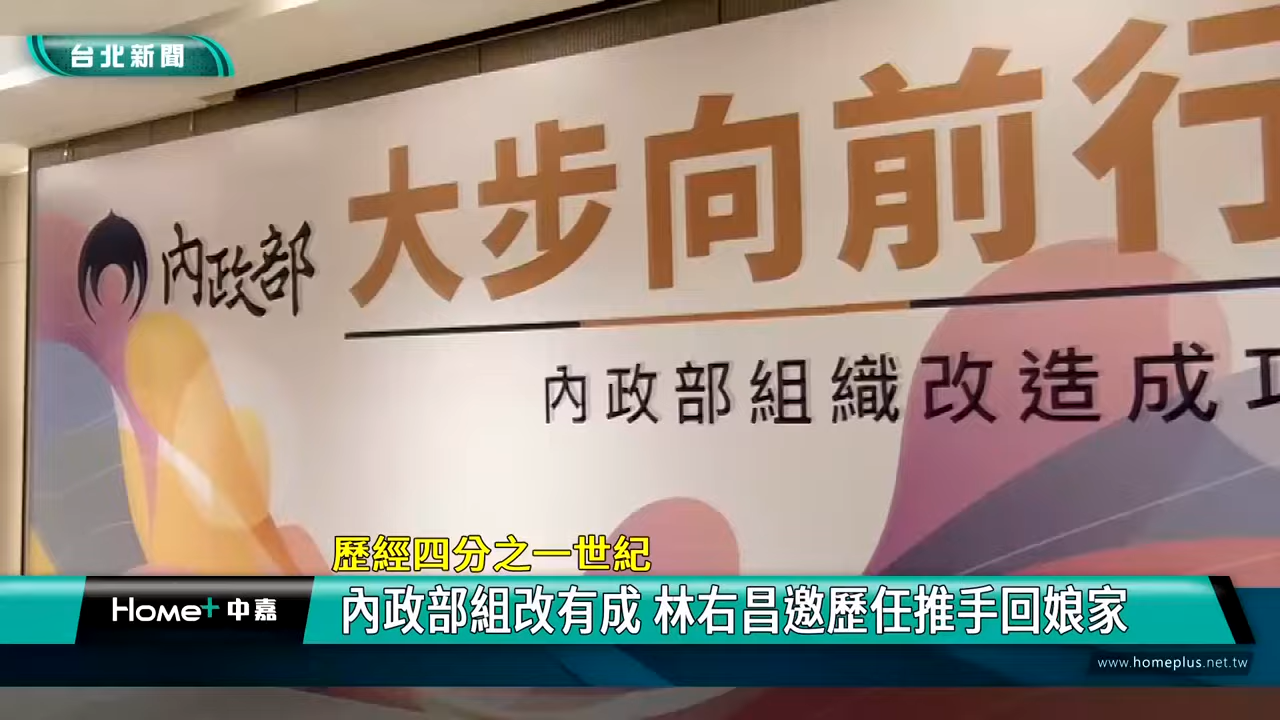 台北新聞
大步向前行
內政部
內政部組織改造成功
歷經四分之一世紀
內政部組改有成 林右昌邀歷任推手回娘家
Home+中嘉
www.homeplus.net.tw